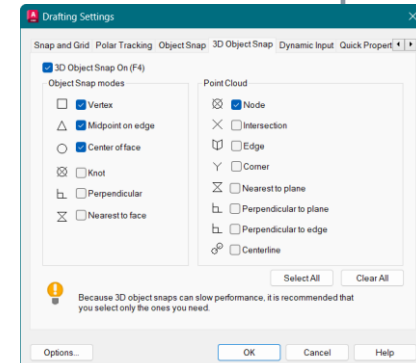 Drafting Settings
Snap and Grid Polar Tracking Object Snap 3D Object Snap Dynamic Input Quick Propert
3D Object Snap On (F4)
Object Snap modes
Vertex
Midpoint on edge
Center of face
Knot
Perpendicular
Nearest to face
Point Cloud
Node
Intersection
Edge
Corner
Nearest to plane
Perpendicular to plane
Perpendicular to edge
Centerline
Select All Clear All
Because 3D object snaps can slow performance, it is recommended that
you select only the ones you need.
Options... OK Cancel Help